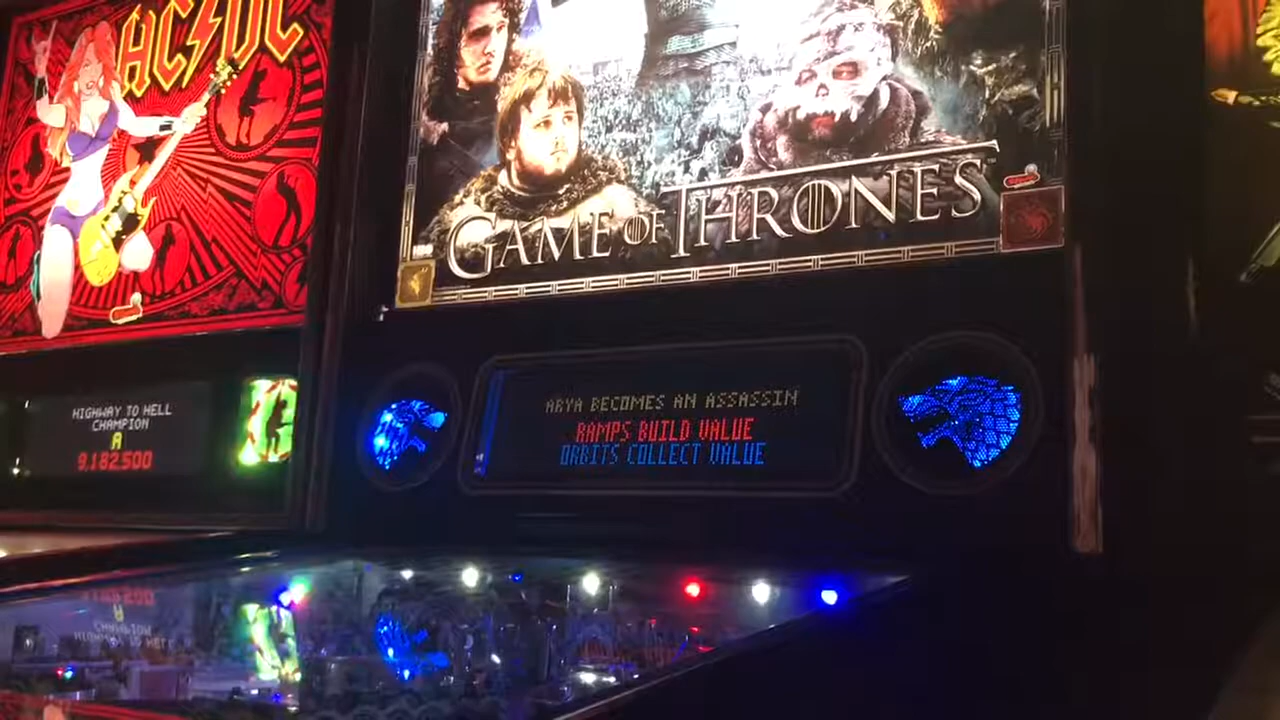 AC/DC
GAME OF THRONES
HIGHWAY TO HELL
CHAMPION
A
9,182,500
ARYA BECOMES AN ASSASSIN
RAMPS BUILD VALUE
ORBITS COLLECT VALUE